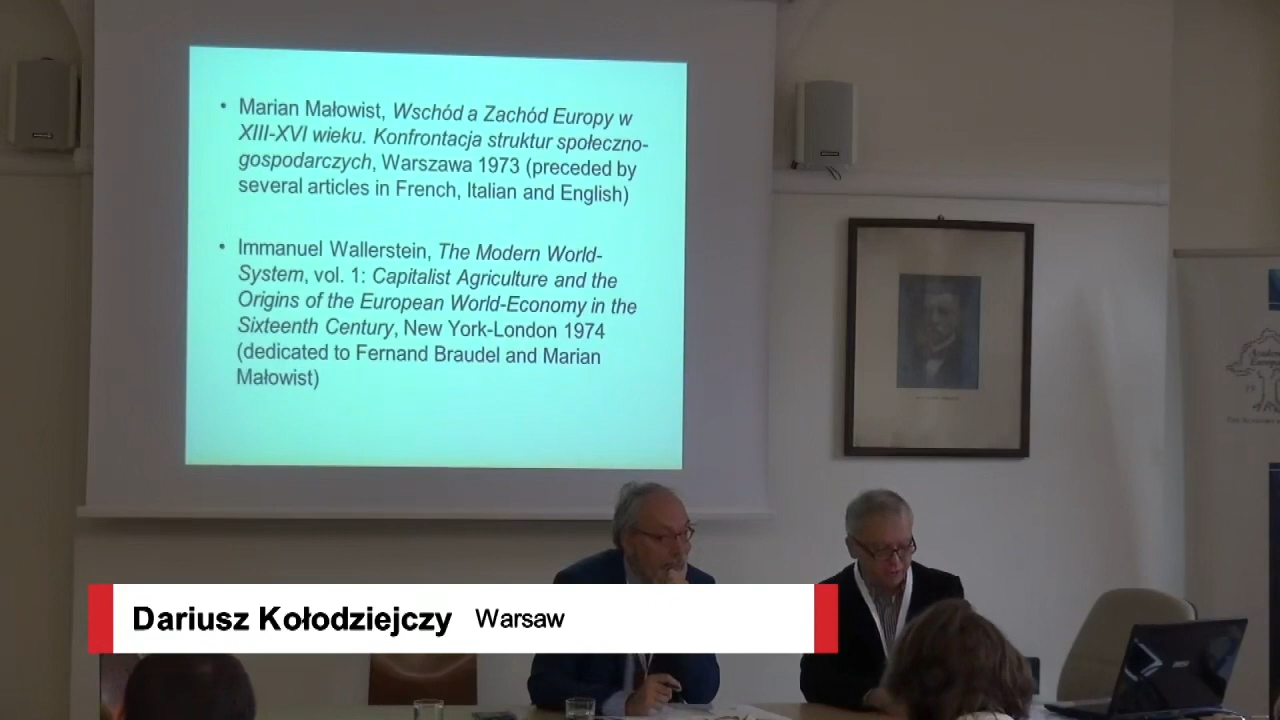 • Marian Małowist, Wschód a Zachód Europy w
XIII-XVI wieku. Konfrontacja struktur społeczno-
gospodarczych, Warszawa 1973 (preceded by
several articles in French, Italian and English)
• Immanuel Wallerstein, The Modern World-
System, vol. 1: Capitalist Agriculture and the
Origins of the European World-Economy in the
Sixteenth Century, New York-London 1974
(dedicated to Fernand Braudel and Marian
Małowist)
Dariusz Kołodziejczy Warsaw